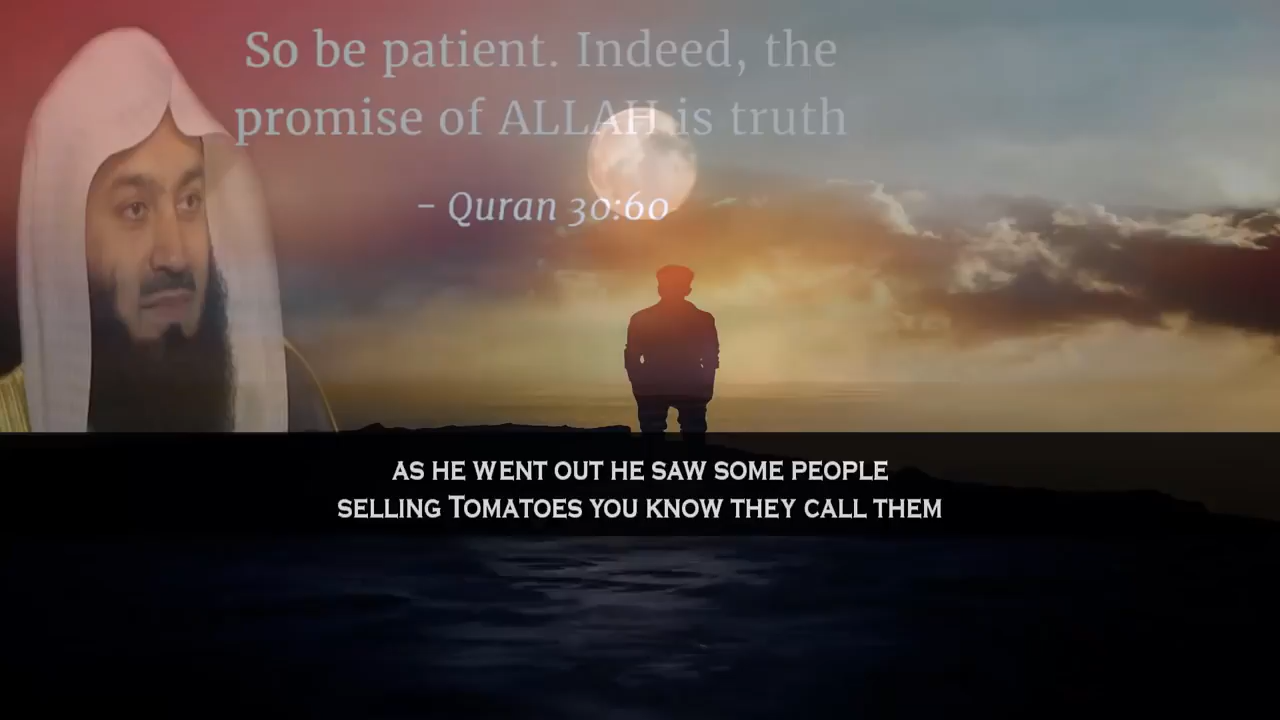 So be patient. Indeed, the
promise of ALLAH is truth
– Quran 30:60
AS HE WENT OUT HE SAW SOME PEOPLE
SELLING TOMATOES YOU KNOW THEY CALL THEM